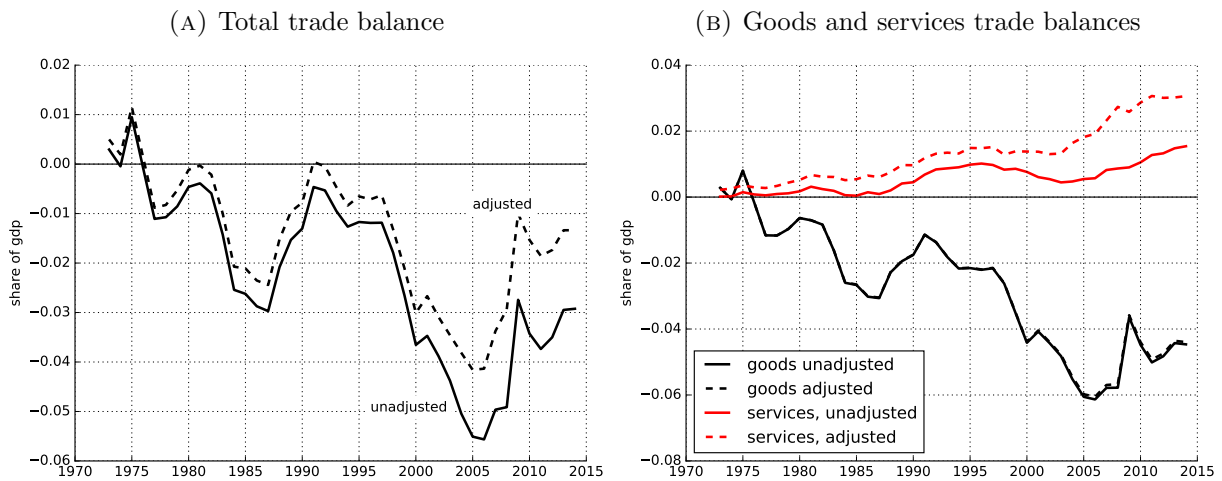 (A) Total trade balance
0.02
0.01
0.00
−0.01
−0.02
−0.03
−0.04
−0.05
−0.06
share of gdp
adjusted
unadjusted
1970 1975 1980 1985 1990 1995 2000 2005 2010 2015
(B) Goods and services trade balances
0.04
0.02
0.00
−0.02
−0.04
−0.06
−0.08
share of gdp
goods unadjusted
goods adjusted
services, unadjusted
services, adjusted
1970 1975 1980 1985 1990 1995 2000 2005 2010 2015